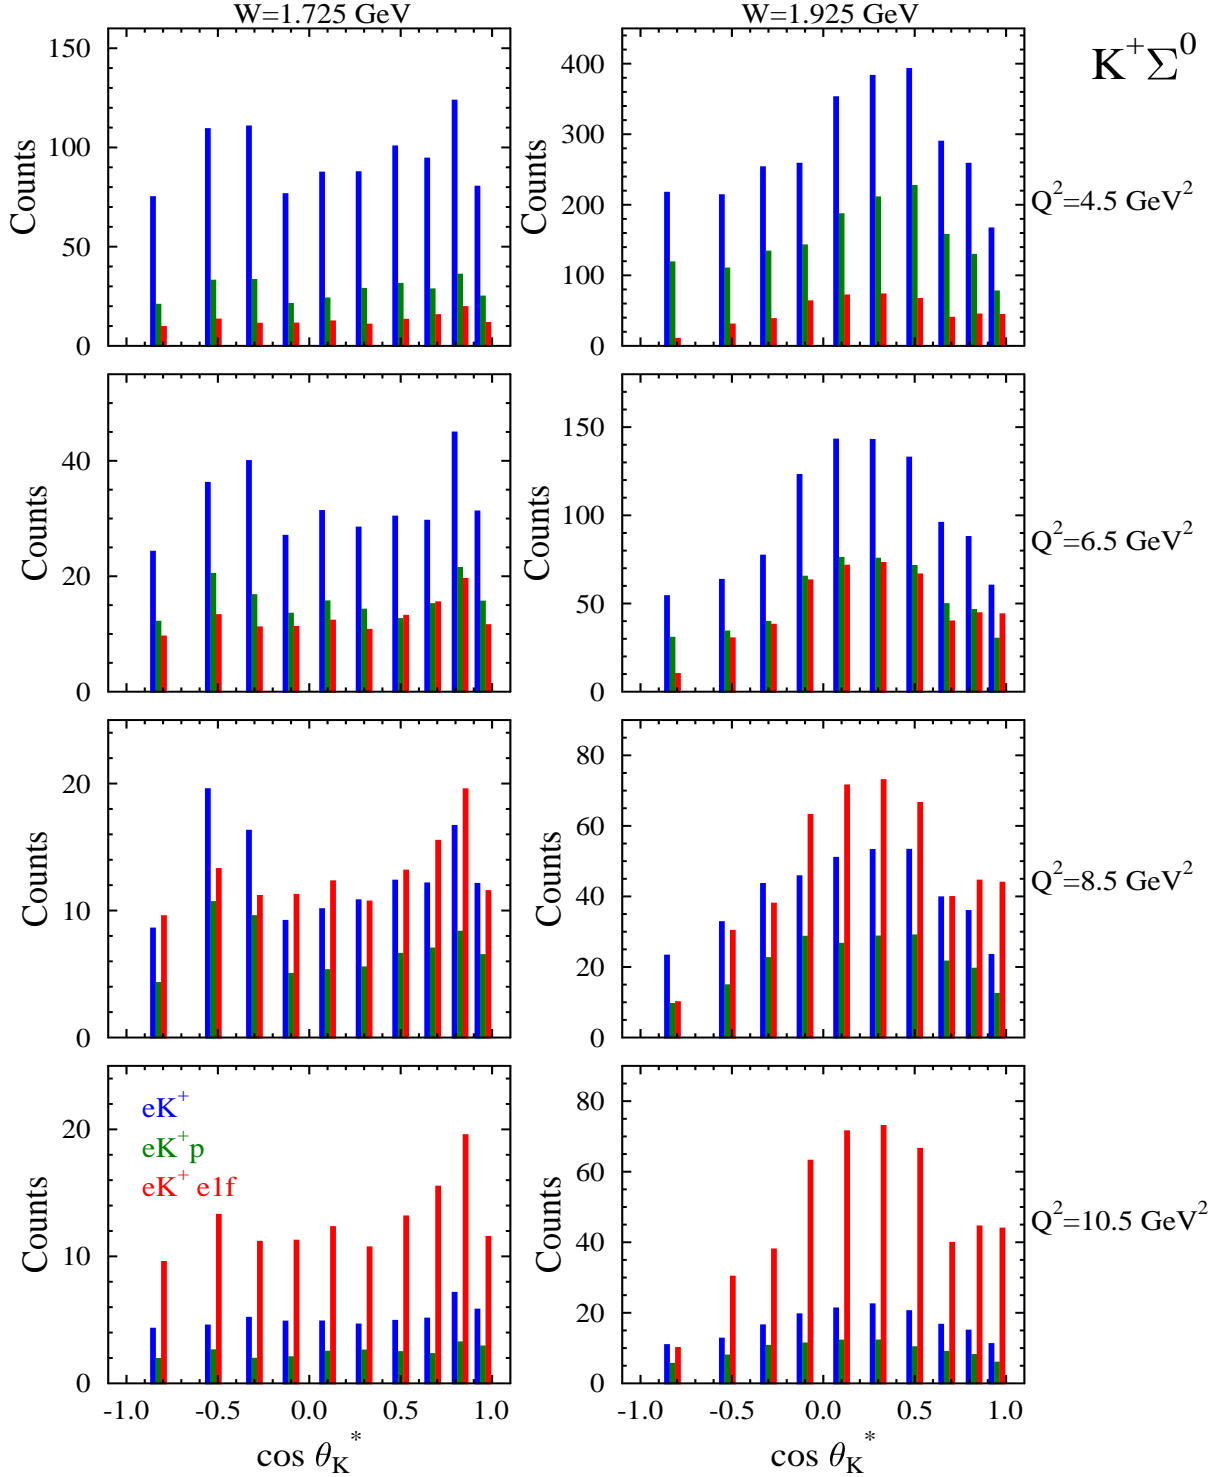 W=1.725 GeV
W=1.925 GeV
K⁺Σ⁰
Counts
150
100
50
0
Counts
400
300
200
100
0
Q²=4.5 GeV²
Counts
40
20
0
Counts
150
100
50
0
Q²=6.5 GeV²
Counts
20
10
0
Counts
80
60
40
20
0
Q²=8.5 GeV²
Counts
20
10
0
eK⁺
eK⁺p
eK⁺ e1f
Counts
80
60
40
20
0
Q²=10.5 GeV²
-1.0 -0.5 0.0 0.5 1.0
-1.0 -0.5 0.0 0.5 1.0
cos θ_K*
cos θ_K*